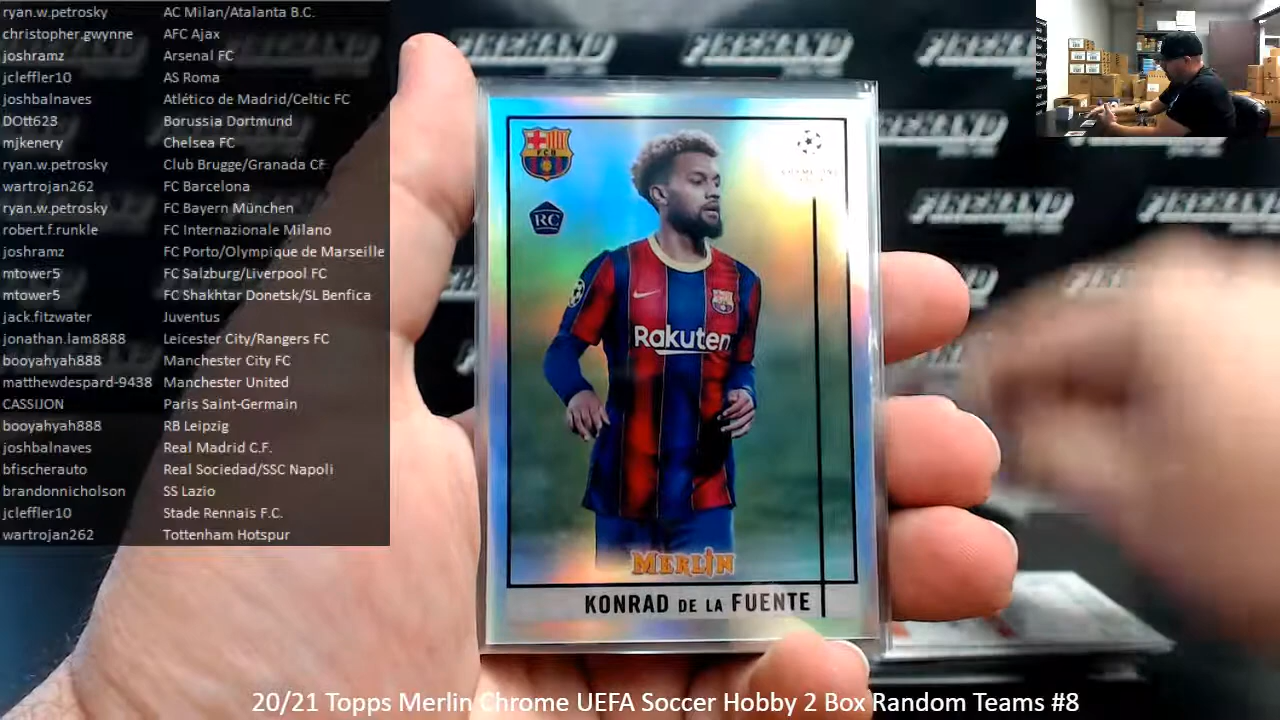 ryan.w.petrosky AC Milan/Atalanta B.C.
christopher.gwynne AFC Ajax
joshramz Arsenal FC
jcleffler10 AS Roma
joshbalnaves Atlético de Madrid/Celtic FC
DOtt623 Borussia Dortmund
mjkenery Chelsea FC
ryan.w.petrosky Club Brugge/Granada CF
wartrojan262 FC Barcelona
ryan.w.petrosky FC Bayern München
robert.f.runkle FC Internazionale Milano
joshramz FC Porto/Olympique de Marseille
mtower5 FC Salzburg/Liverpool FC
mtower5 FC Shakhtar Donetsk/SL Benfica
jack.fitzwater Juventus
jonathan.lam8888 Leicester City/Rangers FC
booyahyah888 Manchester City FC
matthewdespard-9438 Manchester United
CASSIJON Paris Saint-Germain
booyahyah888 RB Leipzig
joshbalnaves Real Madrid C.F.
bfischerauto Real Sociedad/SSC Napoli
brandonnicholson SS Lazio
jcleffler10 Stade Rennais F.C.
wartrojan262 Tottenham Hotspur
FIREHAND
FIREHAND
FIREHAND
FIREHAND
FIREHAND
FCB
RC
Rakuten
MERLIN
KONRAD DE LA FUENTE
20/21 Topps Merlin Chrome UEFA Soccer Hobby 2 Box Random Teams #8